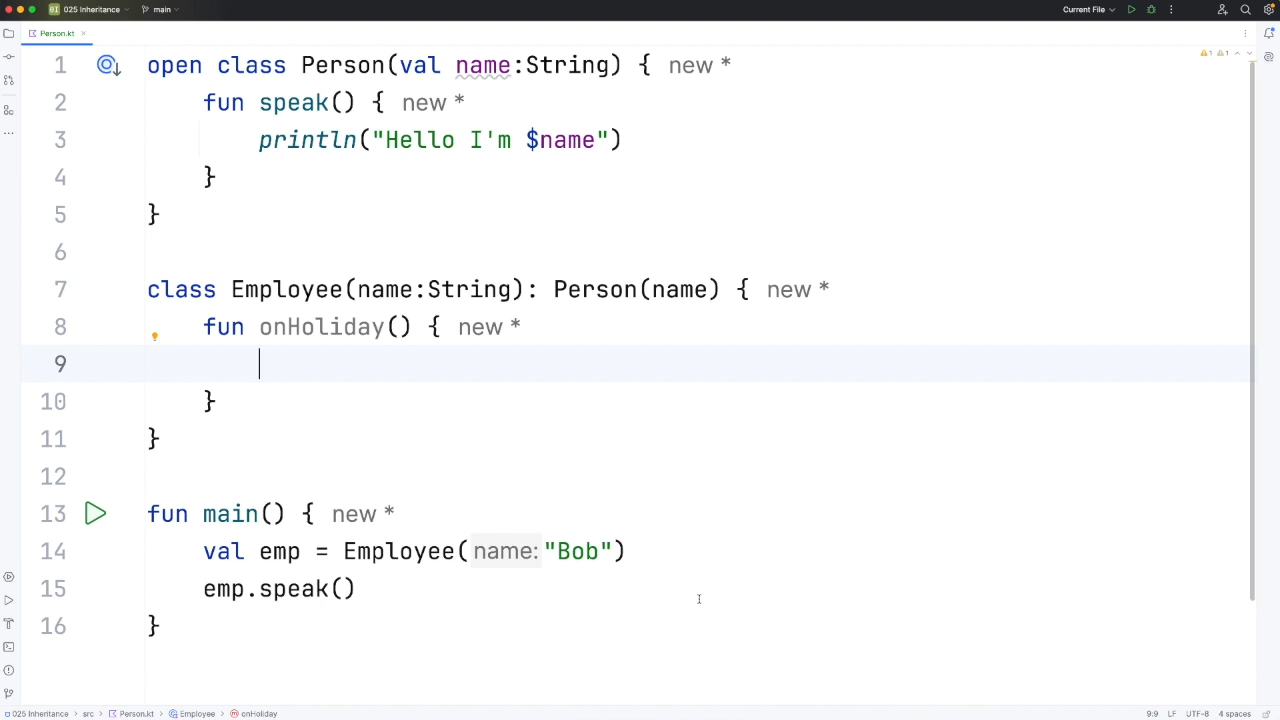 025 Inheritance main Current File
Person.kt
1 open class Person(val name:String) { new *
1 1
2 fun speak() { new *
3 println("Hello I'm $name")
4 }
5 }
6
7 class Employee(name:String): Person(name) { new *
8 fun onHoliday() { new *
9
10 }
11 }
12
13 fun main() { new *
14 val emp = Employee( name: "Bob")
15 emp.speak()
16 }
025 Inheritance > src > Person.kt > Employee > onHoliday 9:9 LF UTF-8 4 spaces